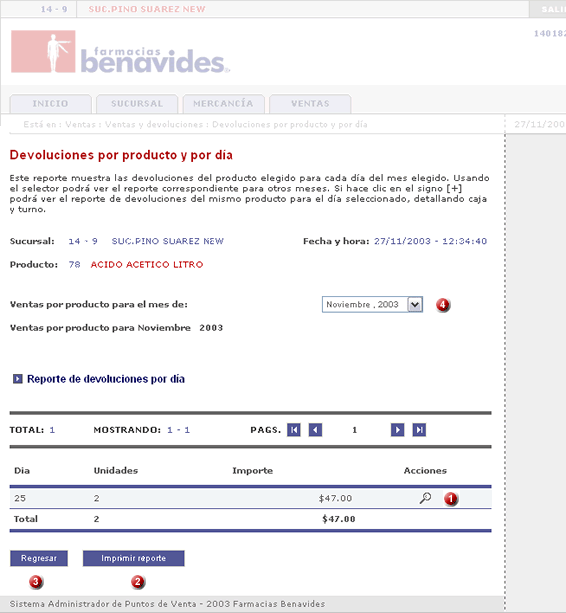 14 - 9 SUC.PINO SUAREZ NEW
farmacias
benavides
INICIO SUCURSAL MERCANCÍA VENTAS
Está en : Ventas : Ventas y devoluciones : Devoluciones por producto y por día
Devoluciones por producto y por día
Este reporte muestra las devoluciones del producto elegido para cada día del mes elegido. Usando
el selector podrá ver el reporte correspondiente para otros meses. Si hace clic en el signo [+]
podrá ver el reporte de devoluciones del mismo producto para el día seleccionado, detallando caja
y turno.
Sucursal: 14 - 9 SUC.PINO SUAREZ NEW Fecha y hora: 27/11/2003 - 12:34:40
Producto: 78 ACIDO ACETICO LITRO
Ventas por producto para el mes de: Noviembre , 2003 4
Ventas por producto para Noviembre 2003
Reporte de devoluciones por día
TOTAL: 1 MOSTRANDO: 1 - 1 PAGS. 1
Dia Unidades Importe Acciones
25 2 $47.00 1
Total 2 $47.00
Regresar Imprimir reporte
3 2
Sistema Administrador de Puntos de Venta - 2003 Farmacias Benavides